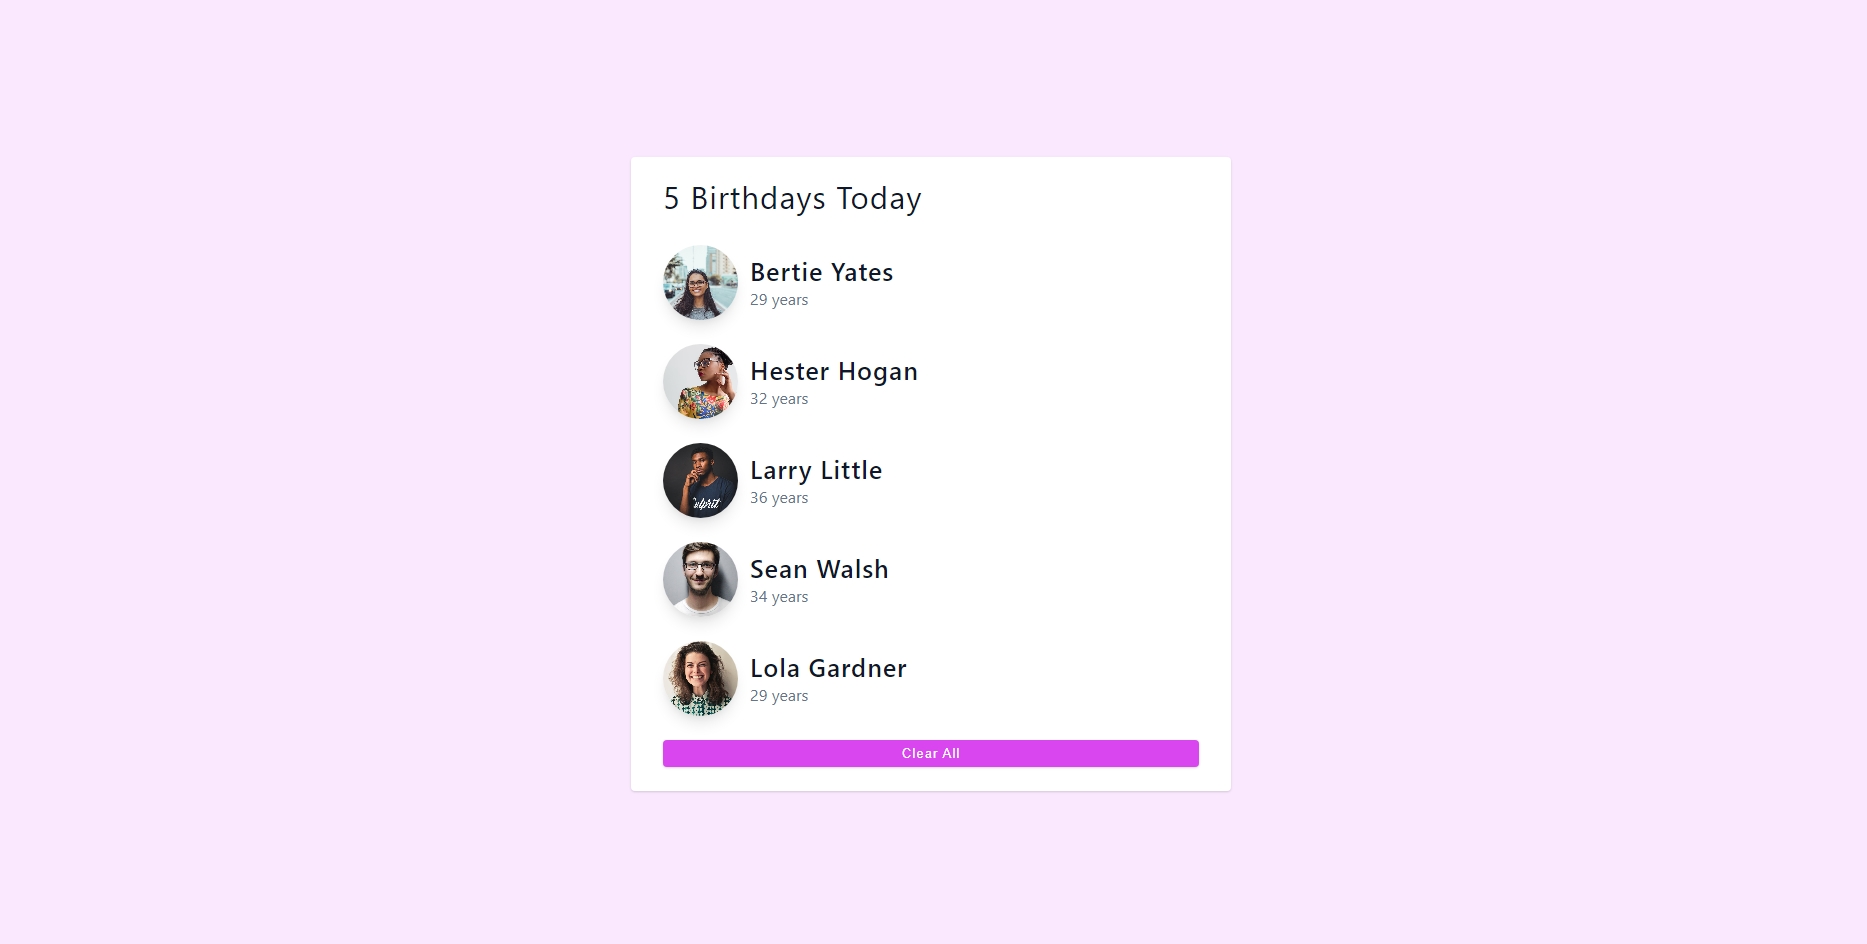 5 Birthdays Today
Bertie Yates
29 years
Hester Hogan
32 years
Larry Little
36 years
Sean Walsh
34 years
Lola Gardner
29 years
Clear All